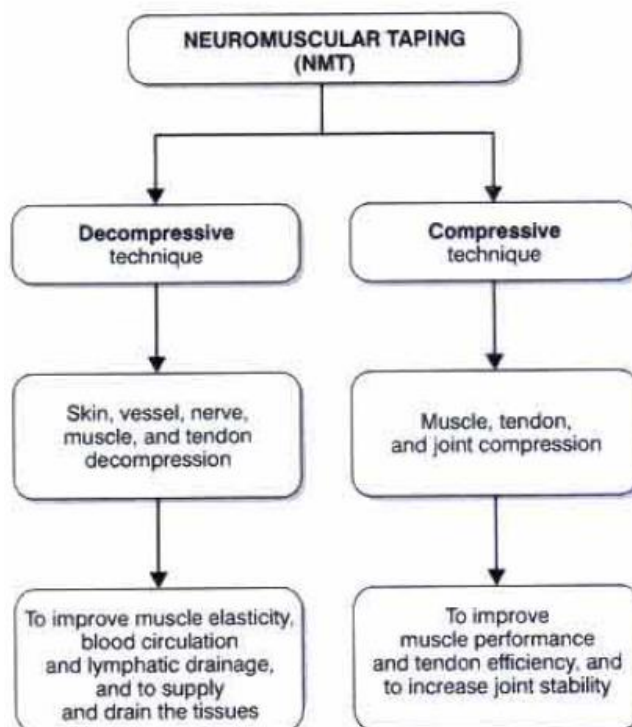 NEUROMUSCULAR TAPING
(NMT)
Decompressive
technique
Compressive
technique
Skin, vessel, nerve,
muscle, and tendon
decompression
Muscle, tendon,
and joint compression
To improve muscle elasticity,
blood circulation
and lymphatic drainage,
and to supply
and drain the tissues
To improve
muscle performance
and tendon efficiency, and
to increase joint stability